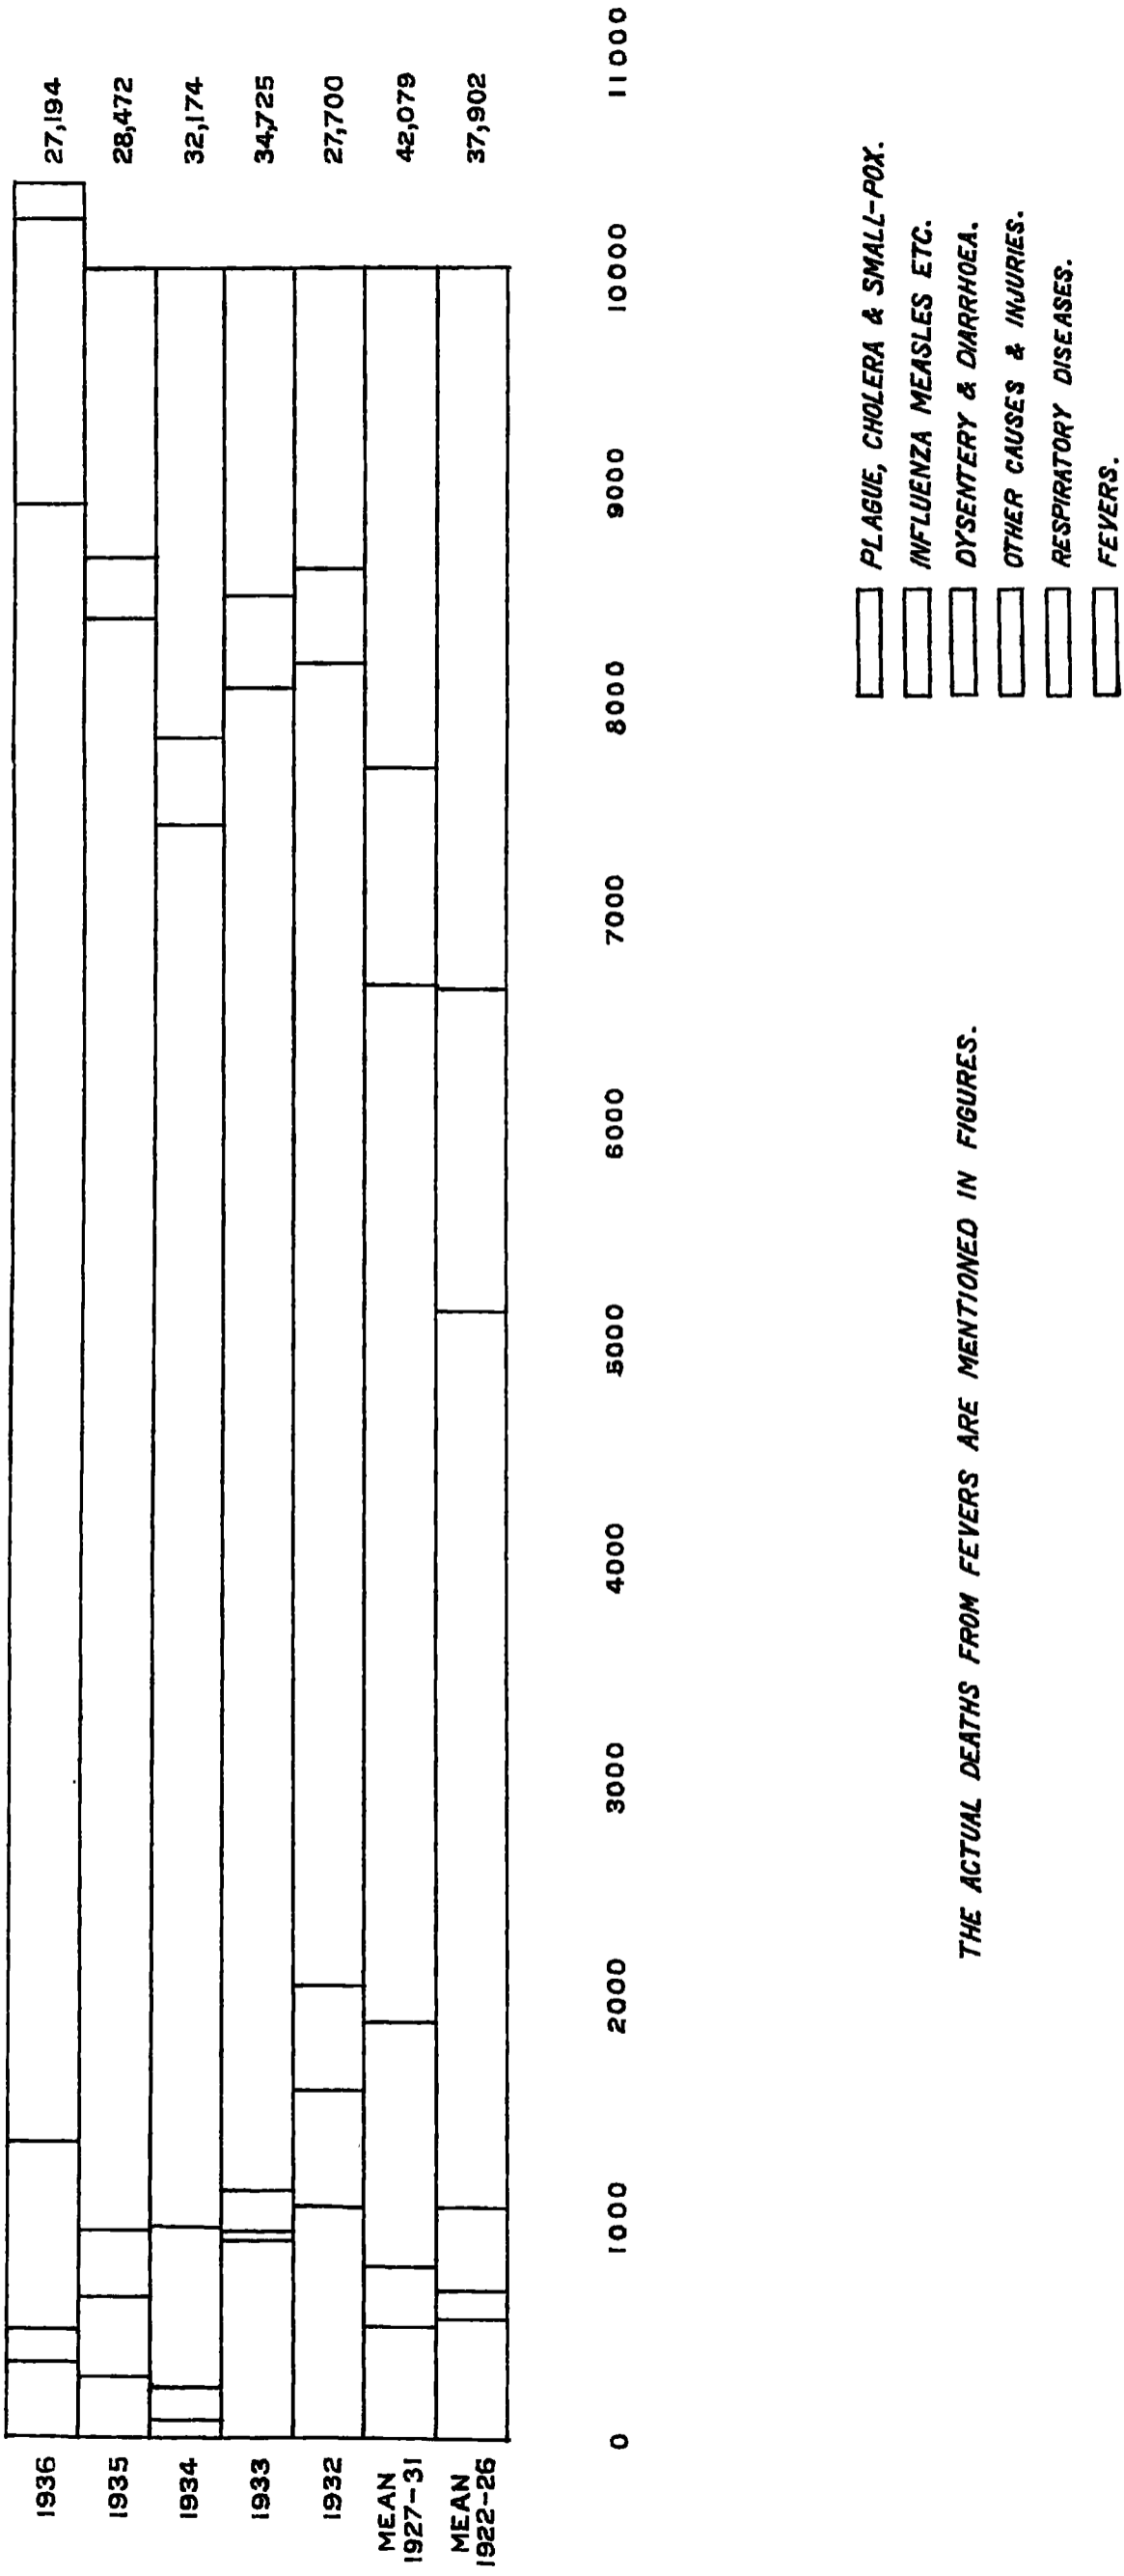 1936
27,194
1935
28,472
1934
32,174
1933
34,725
1932
27,700
MEAN
1927-31
42,079
MEAN
1922-26
37,902
0
1000
2000
3000
4000
5000
6000
7000
8000
9000
10000
11000
PLAGUE, CHOLERA & SMALL-POX.
INFLUENZA MEASLES ETC.
DYSENTERY & DIARRHOEA.
OTHER CAUSES & INJURIES.
RESPIRATORY DISEASES.
FEVERS.
THE ACTUAL DEATHS FROM FEVERS ARE MENTIONED IN FIGURES.